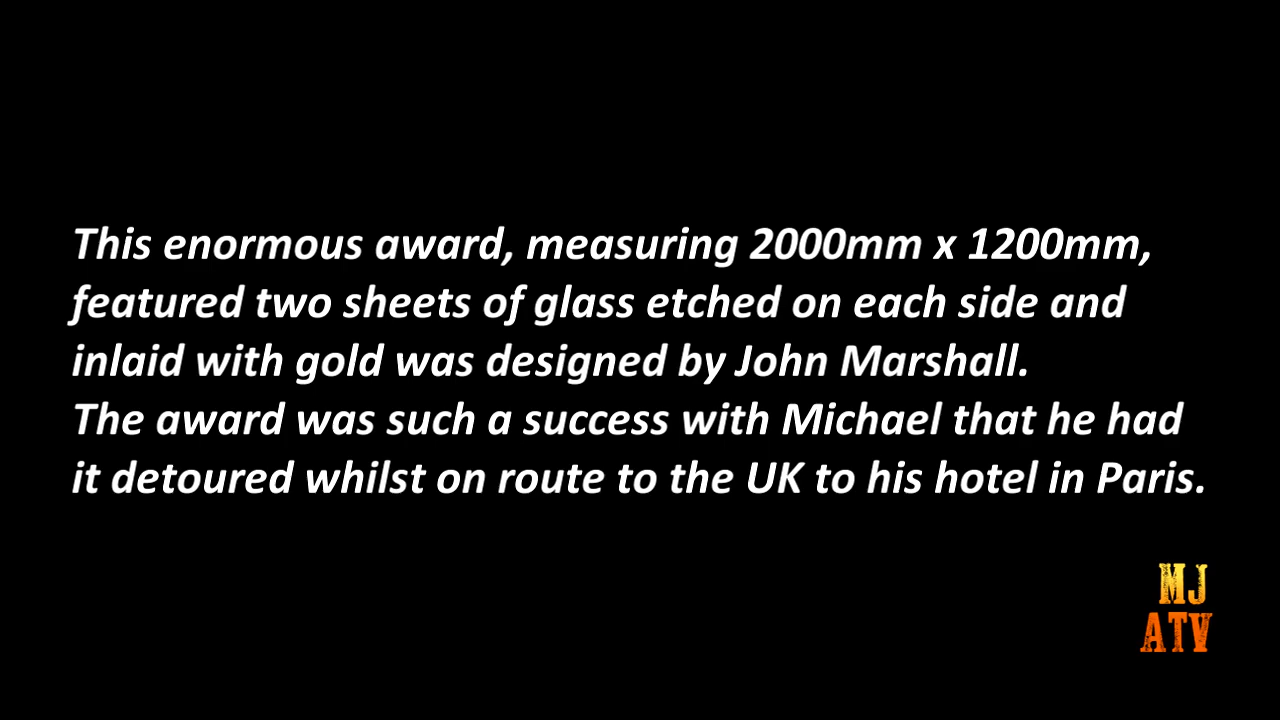 This enormous award, measuring 2000mm x 1200mm,
featured two sheets of glass etched on each side and
inlaid with gold was designed by John Marshall.
The award was such a success with Michael that he had
it detoured whilst on route to the UK to his hotel in Paris.
MJ
ATV